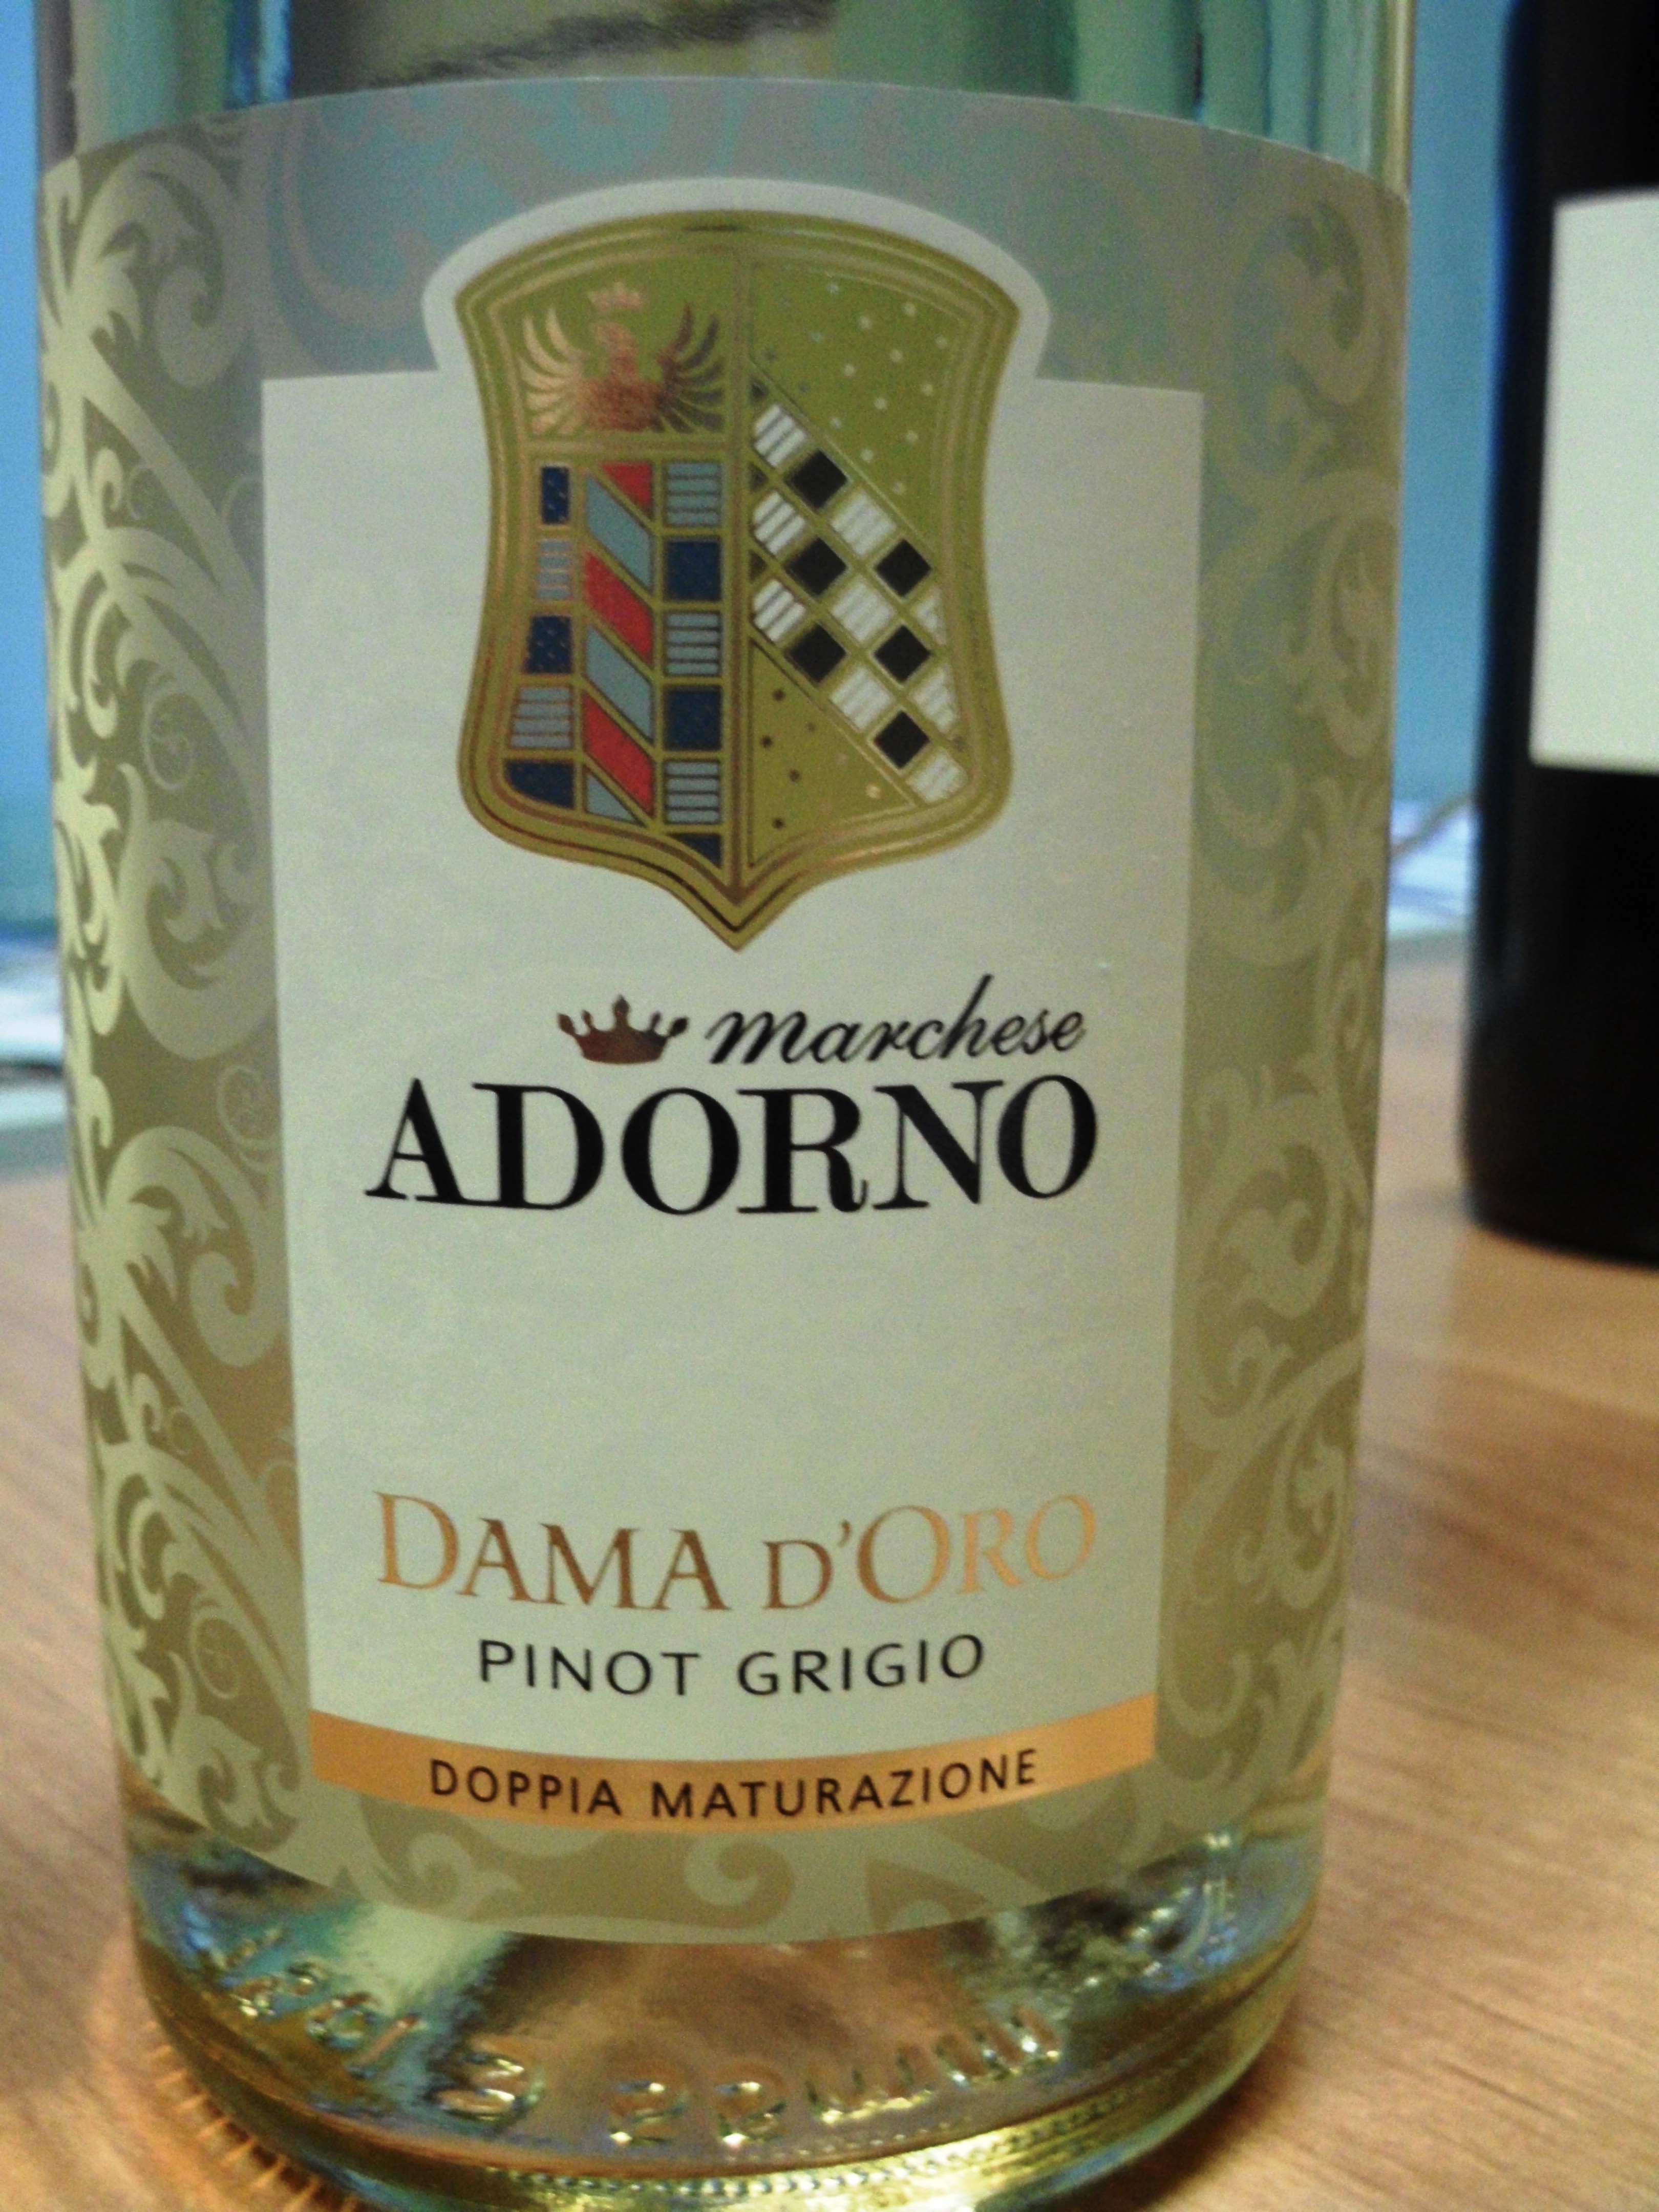 marchese
ADORNO
DAMA D'ORO
PINOT GRIGIO
DOPPIA MATURAZIONE